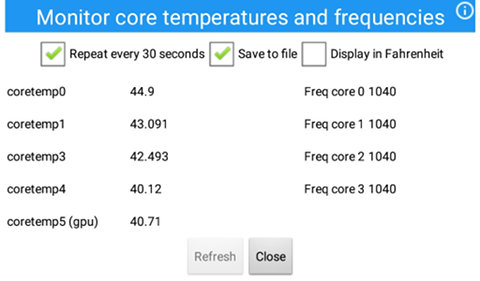 Monitor core temperatures and frequencies
Repeat every 30 seconds Save to file Display in Fahrenheit
coretemp0 44.9 Freq core 0 1040
coretemp1 43.091 Freq core 1 1040
coretemp3 42.493 Freq core 2 1040
coretemp4 40.12 Freq core 3 1040
coretemp5 (gpu) 40.71
Refresh Close